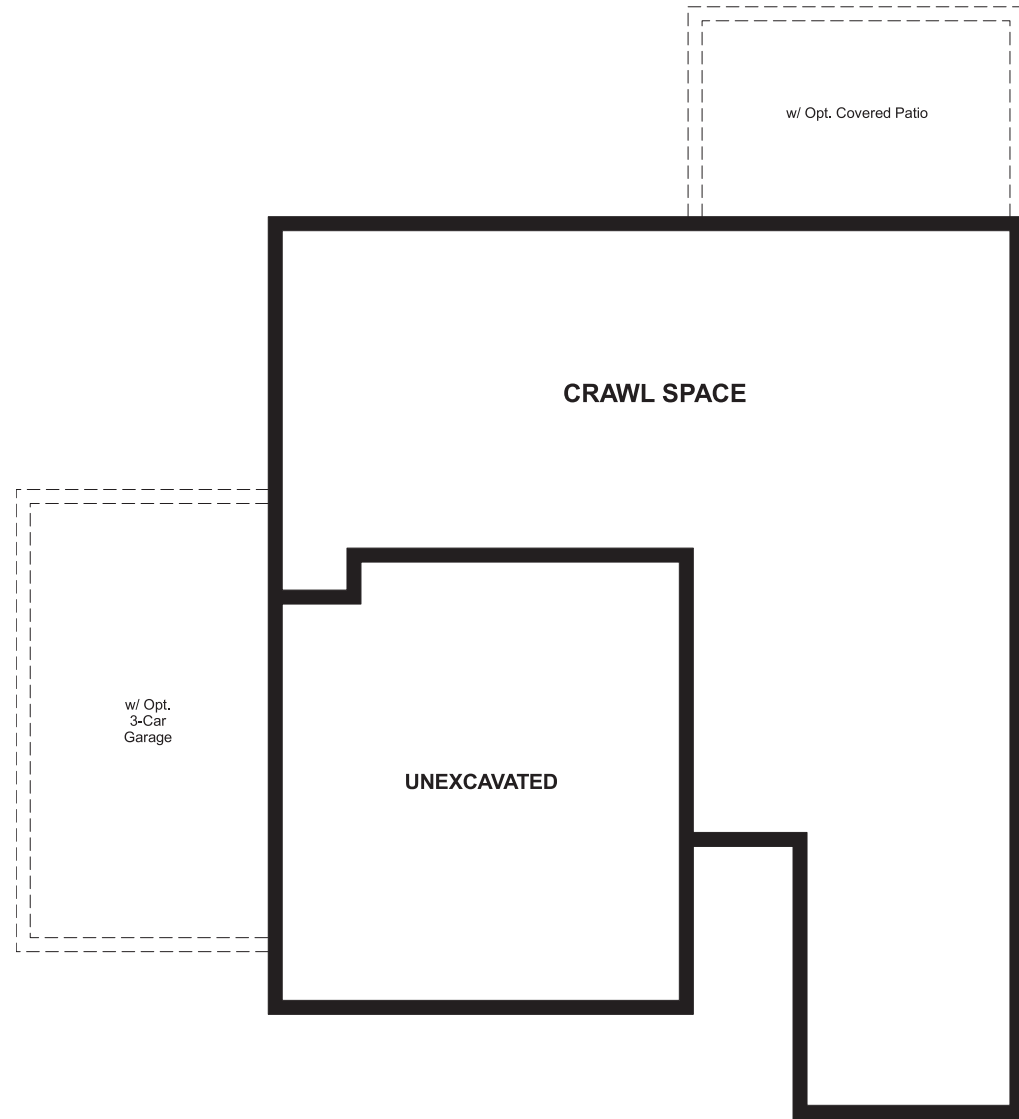 w/ Opt. Covered Patio
CRAWL SPACE
w/ Opt.
3-Car
Garage
UNEXCAVATED